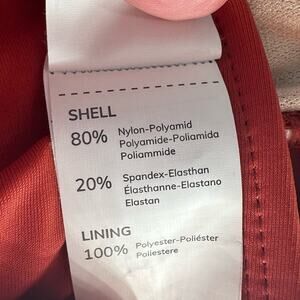 SHELL
80% Nylon-Polyamid
Polyamide-Poliamida
Poliammide
20% Spandex-Elasthan
Élasthanne-Elastano
Elastan
LINING
100% Polyester-Poliéster
Poliestere